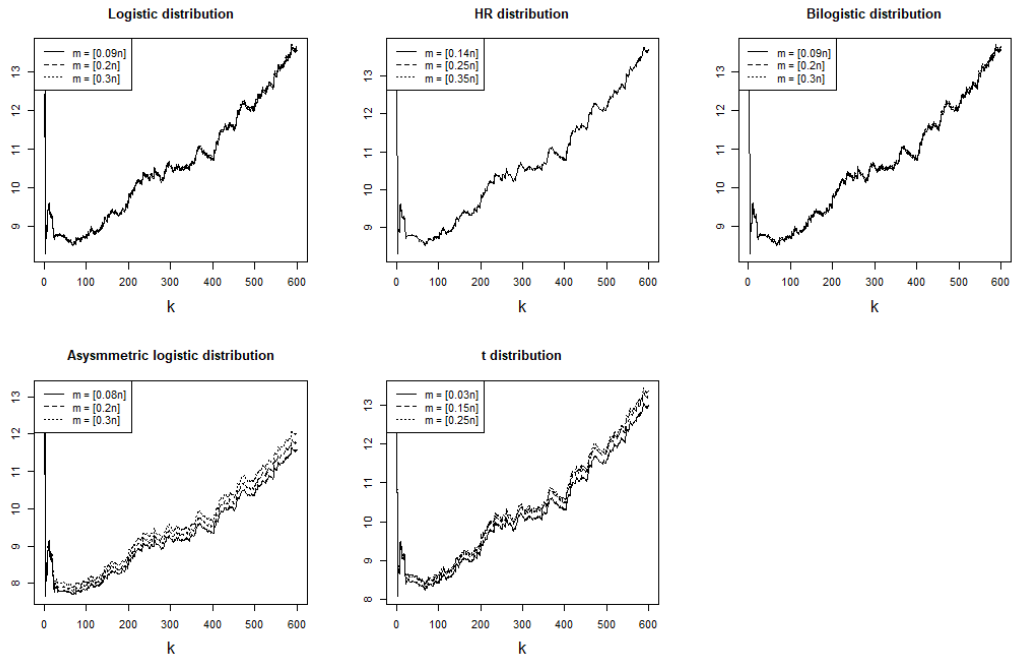 Logistic distribution
m = [0.09n]
m = [0.2n]
m = [0.3n]
13
12
11
10
9
0 100 200 300 400 500 600
k
HR distribution
m = [0.14n]
m = [0.25n]
m = [0.35n]
13
12
11
10
9
0 100 200 300 400 500 600
k
Bilogistic distribution
m = [0.09n]
m = [0.2n]
m = [0.3n]
13
12
11
10
9
0 100 200 300 400 500 600
k
Asysmmetric logistic distribution
m = [0.08n]
m = [0.2n]
m = [0.3n]
13
12
11
10
9
8
0 100 200 300 400 500 600
k
t distribution
m = [0.03n]
m = [0.15n]
m = [0.25n]
13
12
11
10
9
8
0 100 200 300 400 500 600
k